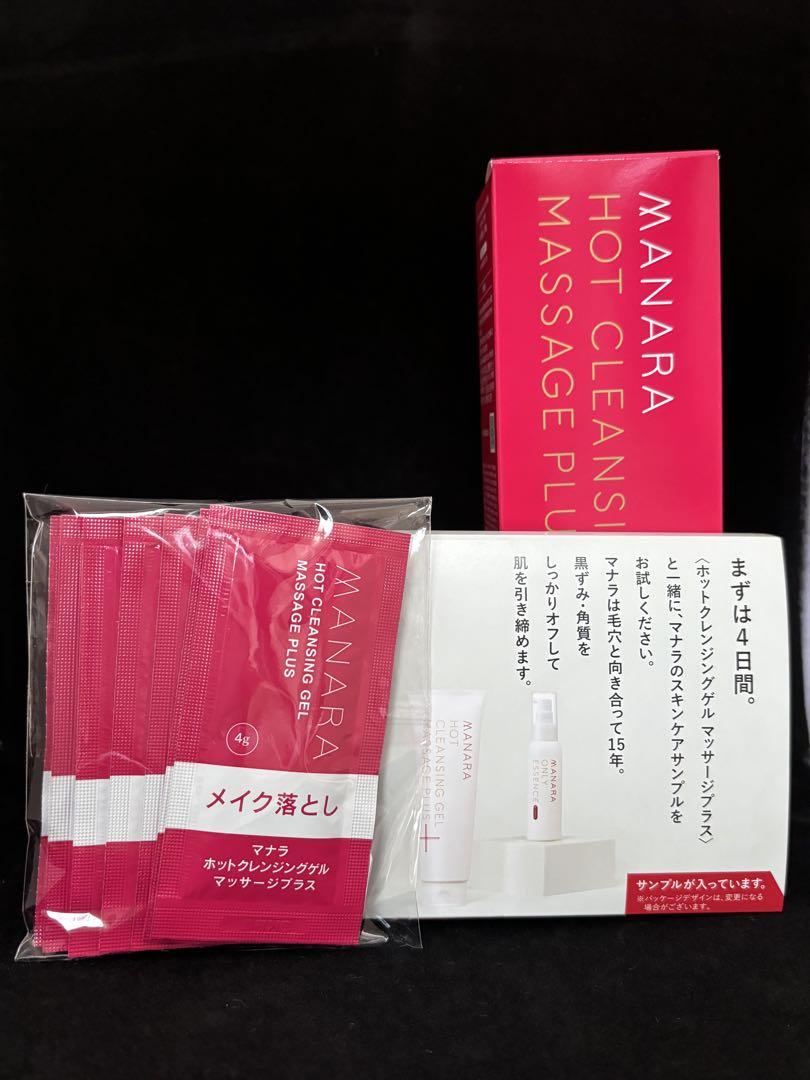 MANARA
HOT CLEANSI
MASSAGE PLU
まずは4日間。
〈ホットクレンジングゲル マッサージプラス〉
と一緒に、マナラのスキンケアサンプルを
お試しください。
マナラは毛穴と向き合って15年。
黒ずみ・角質を
しっかりオフして
肌を引き締めます。
MANARA
HOT
CLEANSING GEL
MASSAGE PLUS
MANARA
ONLY
ESSENCE
サンプルが入っています。
※パッケージデザインは、変更になる
場合がございます。
MANARA
HOT CLEANSING GEL
MASSAGE PLUS
4g
メイク落とし
マナラ
ホットクレンジングゲル
マッサージプラス